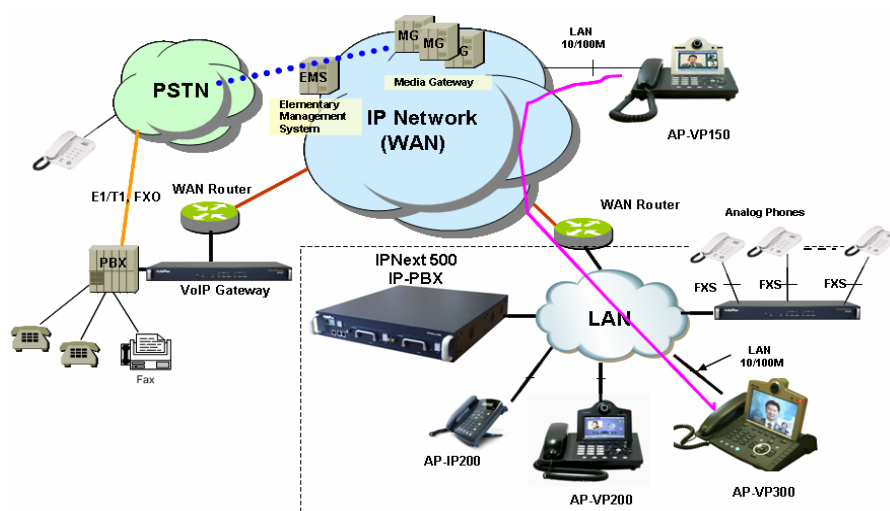 PSTN
MG
MG
G
EMS
Media Gateway
Elementary
Management
System
IP Network
(WAN)
LAN
10/100M
AP-VP150
E1/T1, FXO
WAN Router
WAN Router
Analog Phones
PBX
VoIP Gateway
IPNext 500
IP-PBX
FXS
FXS
FXS
LAN
LAN
10/100M
Fax
AP-IP200
AP-VP200
AP-VP300